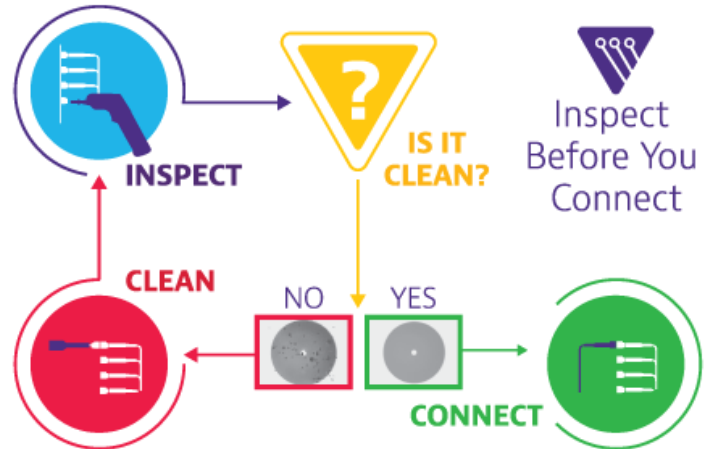 ?
IS IT
CLEAN?
Inspect
Before You
Connect
INSPECT
CLEAN
NO
YES
CONNECT